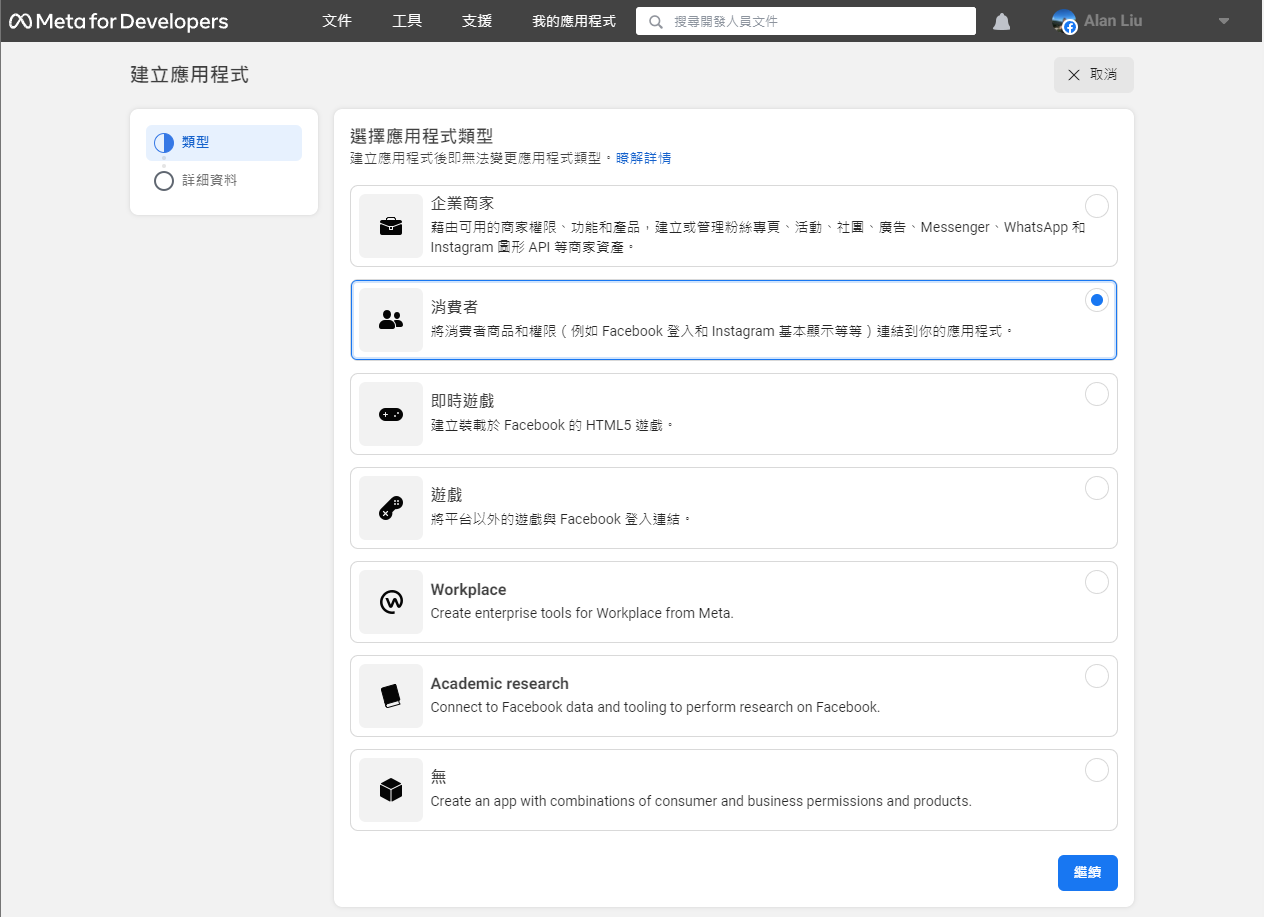 Meta for Developers 文件 工具 支援 我的應用程式 搜尋開發人員文件 Alan Liu
建立應用程式
取消
類型
詳細資料
選擇應用程式類型
建立應用程式後即無法變更應用程式類型。瞭解詳情
企業商家
藉由可用的商家權限、功能和產品，建立或管理粉絲專頁、活動、社團、廣告、Messenger、WhatsApp 和
Instagram 圖形 API 等商家資產。
消費者
將消費者商品和權限（例如 Facebook 登入和 Instagram 基本顯示等等）連結到你的應用程式。
即時遊戲
建立裝載於 Facebook 的 HTML5 遊戲。
遊戲
將平台以外的遊戲與 Facebook 登入連結。
Workplace
Create enterprise tools for Workplace from Meta.
Academic research
Connect to Facebook data and tooling to perform research on Facebook.
無
Create an app with combinations of consumer and business permissions and products.
繼續